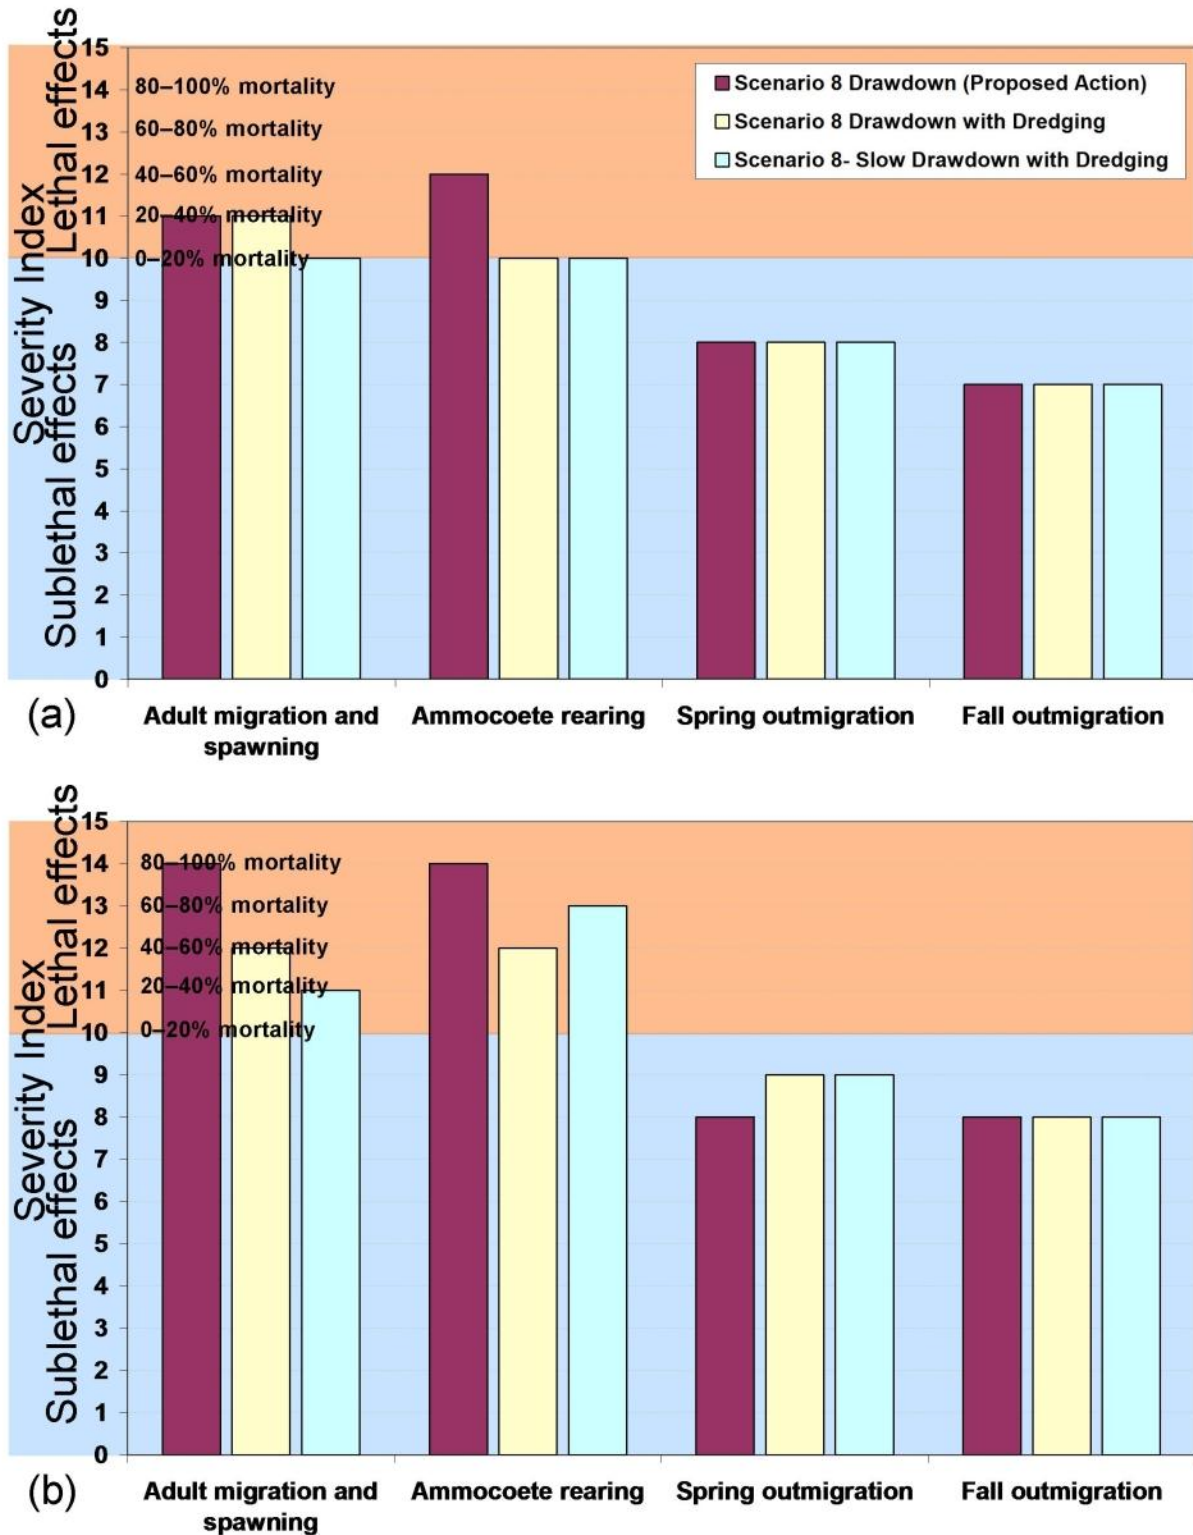 Severity Index
Sublethal effects
Lethal effects
15
14
13
12
11
10
9
8
7
6
5
4
3
2
1
0
80–100% mortality
60–80% mortality
40–60% mortality
20–40% mortality
0–20% mortality
Scenario 8 Drawdown (Proposed Action)
Scenario 8 Drawdown with Dredging
Scenario 8- Slow Drawdown with Dredging
(a)
Adult migration and
spawning
Ammocoete rearing
Spring outmigration
Fall outmigration
Severity Index
Sublethal effects
Lethal effects
15
14
13
12
11
10
9
8
7
6
5
4
3
2
1
0
80–100% mortality
60–80% mortality
40–60% mortality
20–40% mortality
0–20% mortality
(b)
Adult migration and
spawning
Ammocoete rearing
Spring outmigration
Fall outmigration